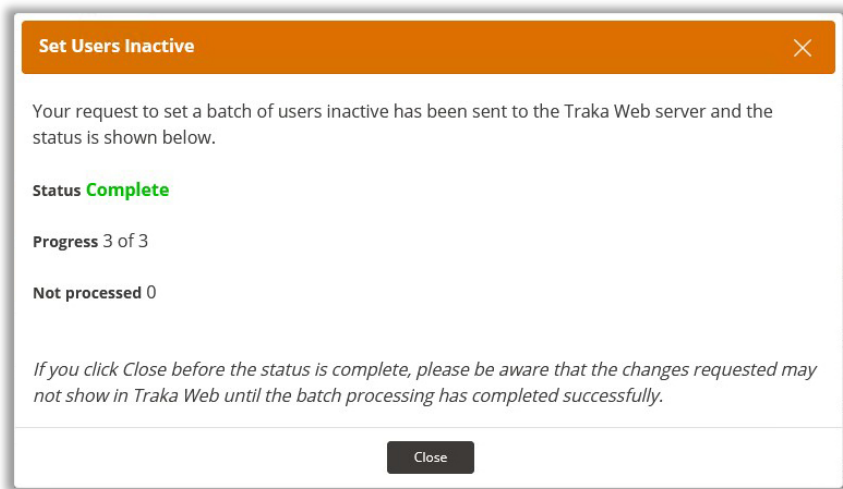 Set Users Inactive
Your request to set a batch of users inactive has been sent to the Traka Web server and the
status is shown below.
Status Complete
Progress 3 of 3
Not processed 0
If you click Close before the status is complete, please be aware that the changes requested may
not show in Traka Web until the batch processing has completed successfully.
Close